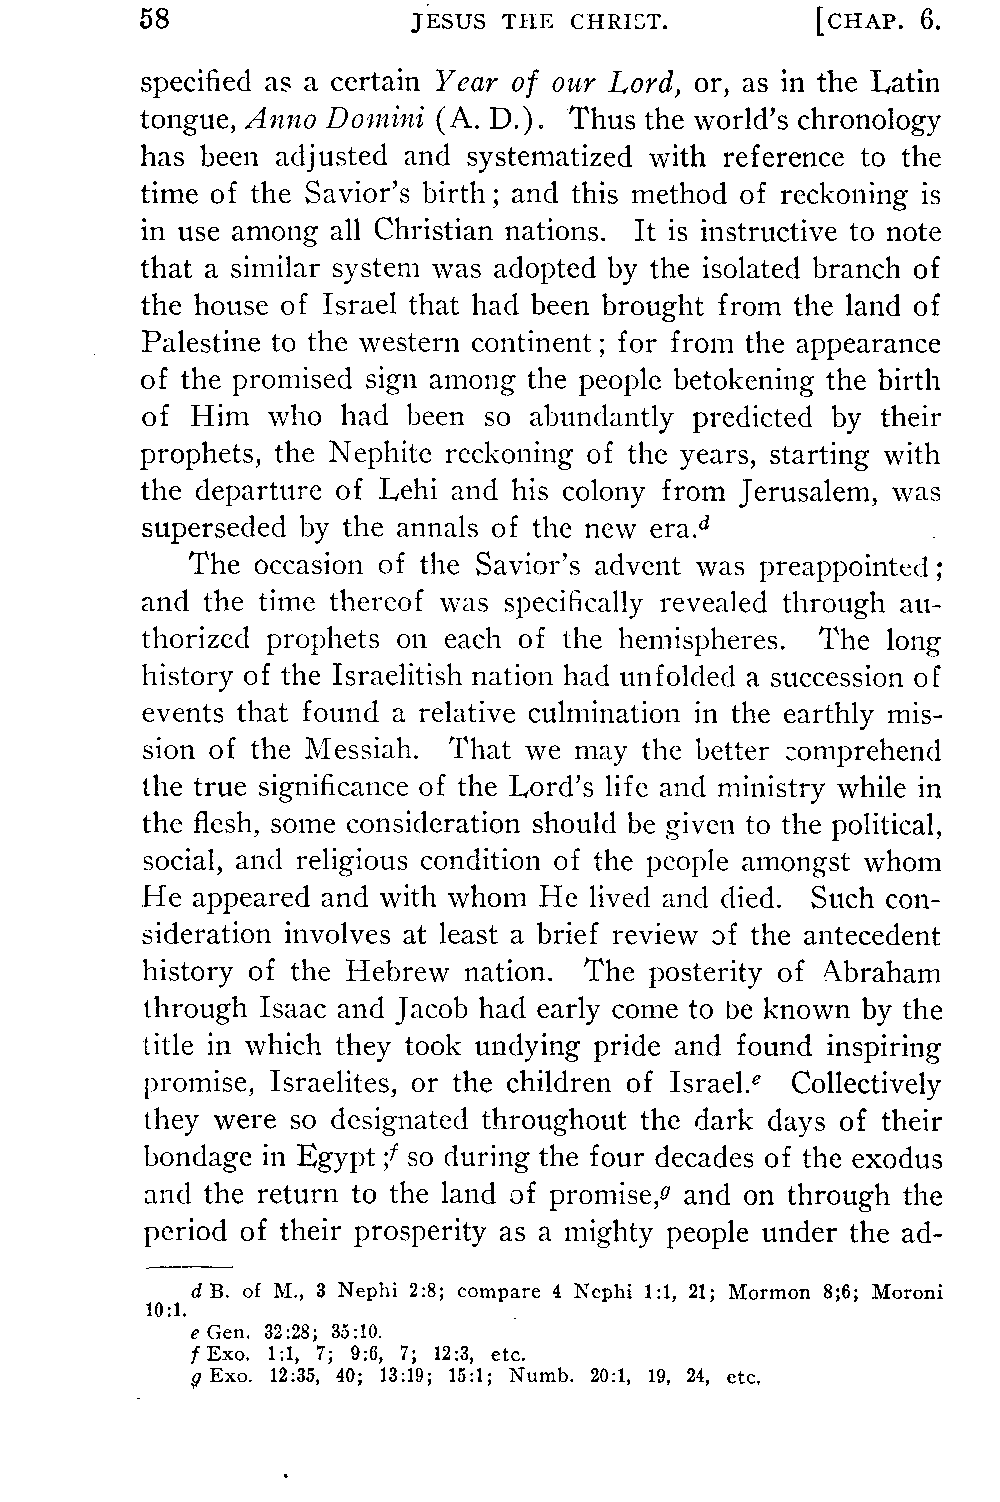 58 JESUS THE CHRIST. [CHAP. 6.
specified as a certain Year of our Lord, or, as in the Latin
tongue, Anno Domini (A. D.). Thus the world's chronology
has been adjusted and systematized with reference to the
time of the Savior's birth; and this method of reckoning is
in use among all Christian nations. It is instructive to note
that a similar system was adopted by the isolated branch of
the house of Israel that had been brought from the land of
Palestine to the western continent; for from the appearance
of the promised sign among the people betokening the birth
of Him who had been so abundantly predicted by their
prophets, the Nephite reckoning of the years, starting with
the departure of Lehi and his colony from Jerusalem, was
superseded by the annals of the new era.d
The occasion of the Savior's advent was preappointed;
and the time thereof was specifically revealed through au-
thorized prophets on each of the hemispheres. The long
history of the Israelitish nation had unfolded a succession of
events that found a relative culmination in the earthly mis-
sion of the Messiah. That we may the better comprehend
the true significance of the Lord's life and ministry while in
the flesh, some consideration should be given to the political,
social, and religious condition of the people amongst whom
He appeared and with whom He lived and died. Such con-
sideration involves at least a brief review of the antecedent
history of the Hebrew nation. The posterity of Abraham
through Isaac and Jacob had early come to be known by the
title in which they took undying pride and found inspiring
promise, Israelites, or the children of Israel.e Collectively
they were so designated throughout the dark days of their
bondage in Egypt;f so during the four decades of the exodus
and the return to the land of promise,g and on through the
period of their prosperity as a mighty people under the ad-
d B. of M., 3 Nephi 2:8; compare 4 Nephi 1:1, 21; Mormon 8;6; Moroni
10:1.
e Gen. 32:28; 35:10.
f Exo. 1:1, 7; 9:6, 7; 12:3, etc.
g Exo. 12:35, 40; 13:19; 15:1; Numb. 20:1, 19, 24, etc.